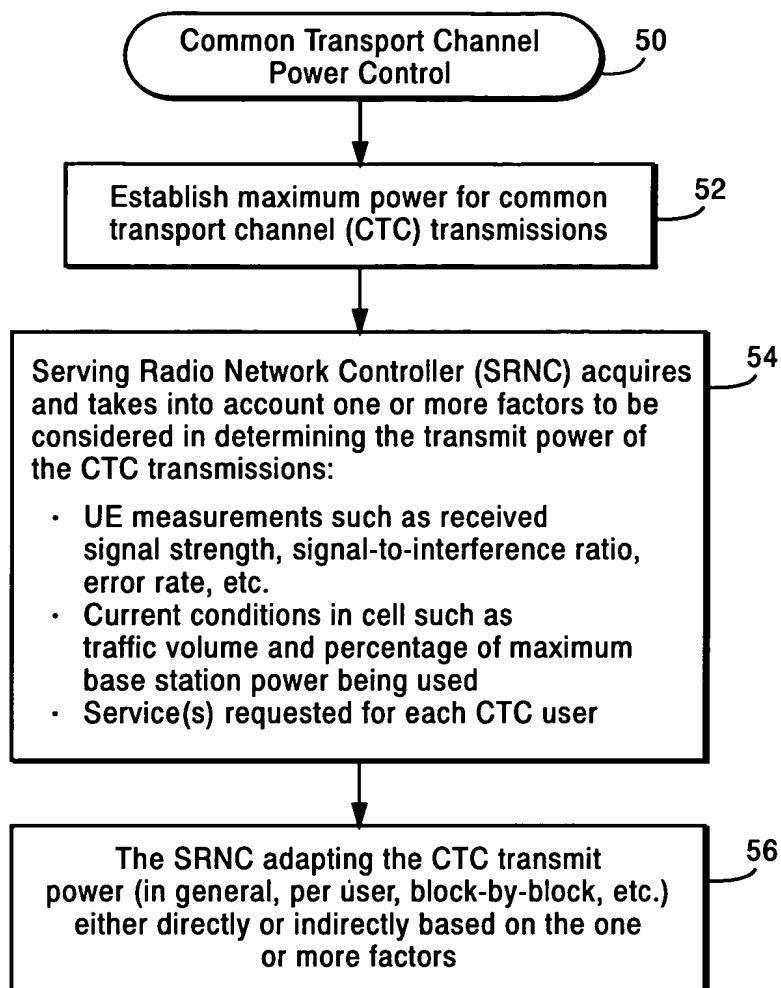 Common Transport Channel
Power Control
50
Establish maximum power for common
transport channel (CTC) transmissions
52
Serving Radio Network Controller (SRNC) acquires
and takes into account one or more factors to be
considered in determining the transmit power of
the CTC transmissions:
· UE measurements such as received
signal strength, signal-to-interference ratio,
error rate, etc.
· Current conditions in cell such as
traffic volume and percentage of maximum
base station power being used
· Service(s) requested for each CTC user
54
The SRNC adapting the CTC transmit
power (in general, per user, block-by-block, etc.)
either directly or indirectly based on the one
or more factors
56